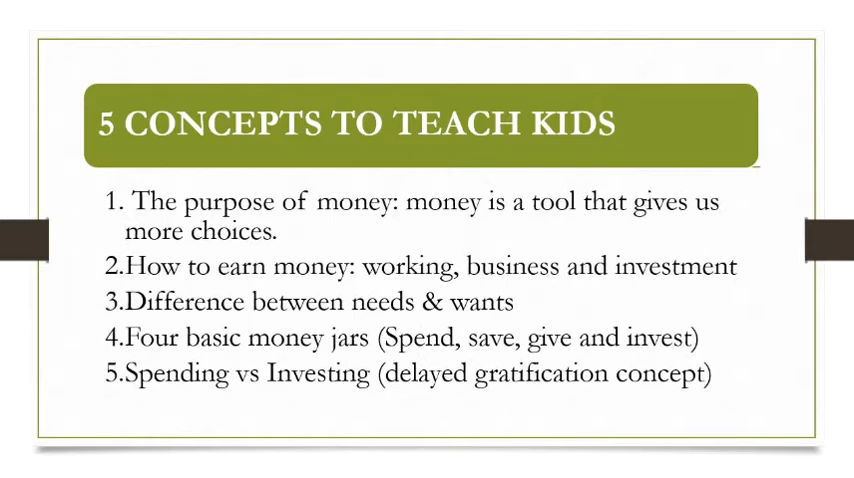 5 CONCEPTS TO TEACH KIDS
1. The purpose of money: money is a tool that gives us
more choices.
2.How to earn money: working, business and investment
3.Difference between needs & wants
4.Four basic money jars (Spend, save, give and invest)
5.Spending vs Investing (delayed gratification concept)